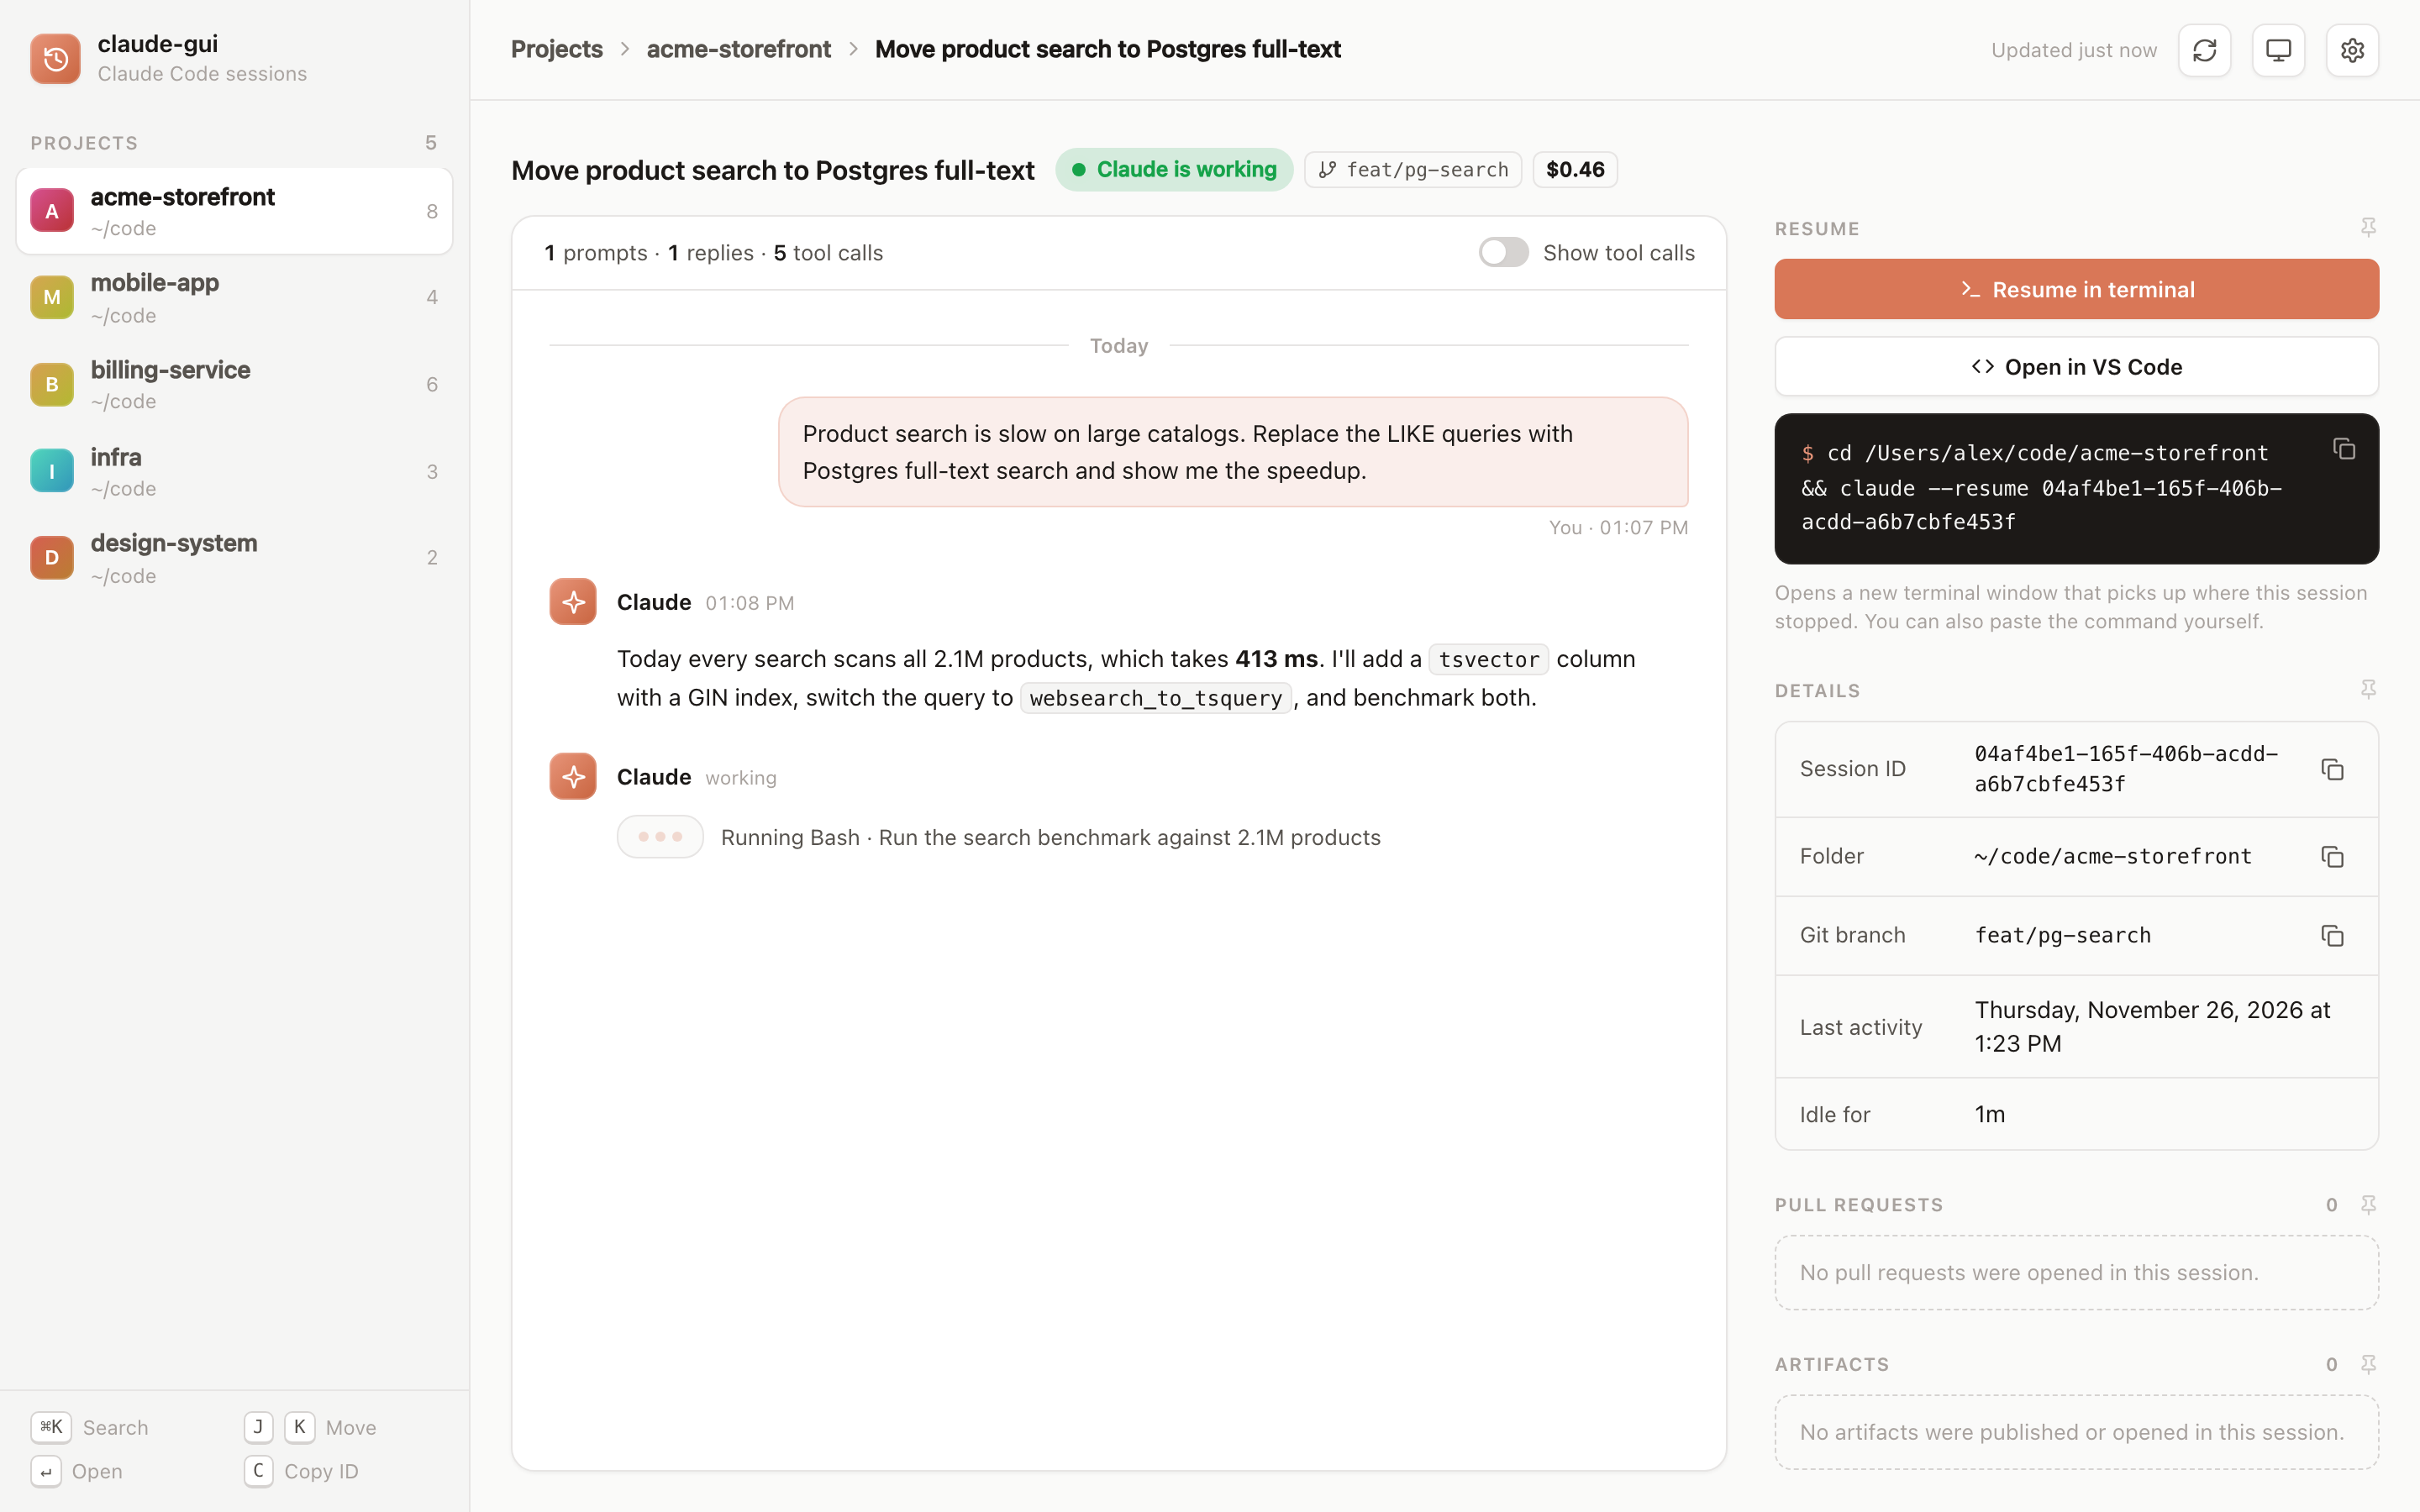 claude-gui
Claude Code sessions
PROJECTS 5
A acme-storefront 8
~/code
M mobile-app 4
~/code
B billing-service 6
~/code
I infra 3
~/code
D design-system 2
~/code
⌘K Search
J K Move
↵ Open
C Copy ID
Projects > acme-storefront > Move product search to Postgres full-text
Updated just now
Move product search to Postgres full-text
Claude is working
feat/pg-search
$0.46
1 prompts · 1 replies · 5 tool calls
Show tool calls
Today
Product search is slow on large catalogs. Replace the LIKE queries with
Postgres full-text search and show me the speedup.
You · 01:07 PM
Claude 01:08 PM
Today every search scans all 2.1M products, which takes 413 ms. I'll add a tsvector column
with a GIN index, switch the query to websearch_to_tsquery, and benchmark both.
Claude working
Running Bash · Run the search benchmark against 2.1M products
RESUME
>_ Resume in terminal
<> Open in VS Code
$ cd /Users/alex/code/acme-storefront
&& claude --resume 04af4be1-165f-406b-
acdd-a6b7cbfe453f
Opens a new terminal window that picks up where this session
stopped. You can also paste the command yourself.
DETAILS
Session ID
04af4be1-165f-406b-acdd-
a6b7cbfe453f
Folder
~/code/acme-storefront
Git branch
feat/pg-search
Last activity
Thursday, November 26, 2026 at
1:23 PM
Idle for
1m
PULL REQUESTS 0
No pull requests were opened in this session.
ARTIFACTS 0
No artifacts were published or opened in this session.